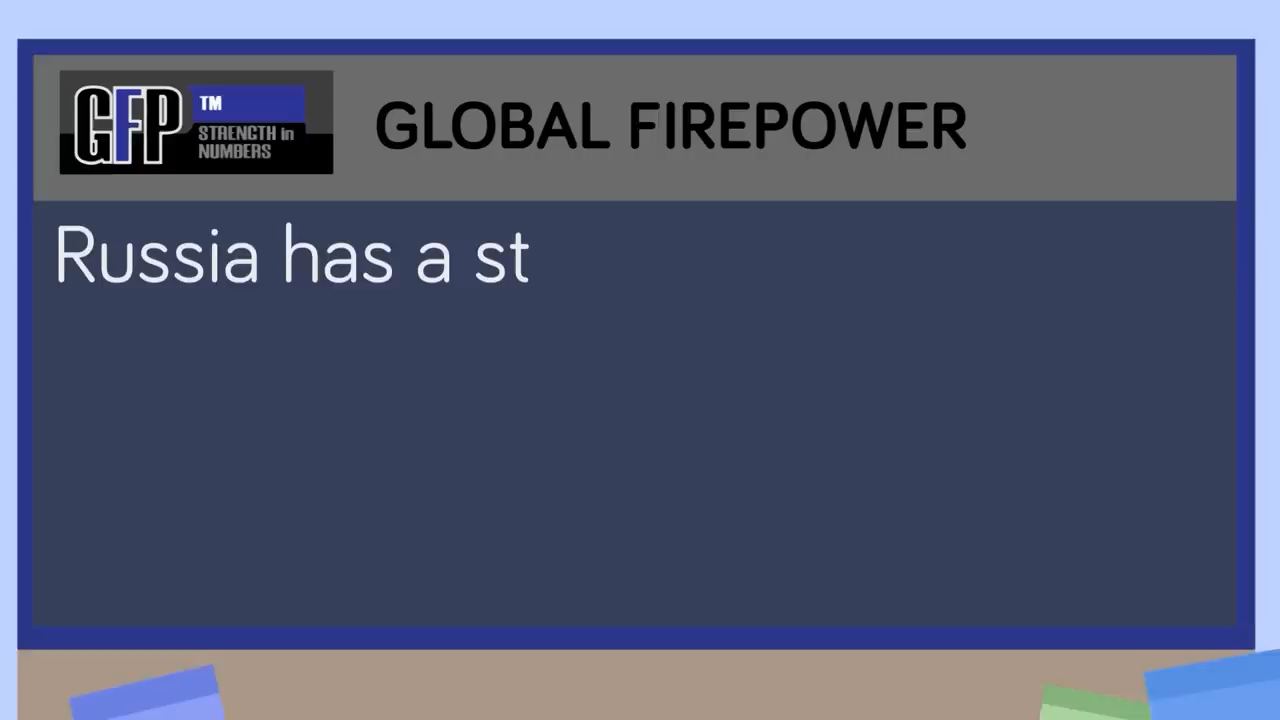 GFP
TM
STRENGTH in
NUMBERS
GLOBAL FIREPOWER
Russia has a st